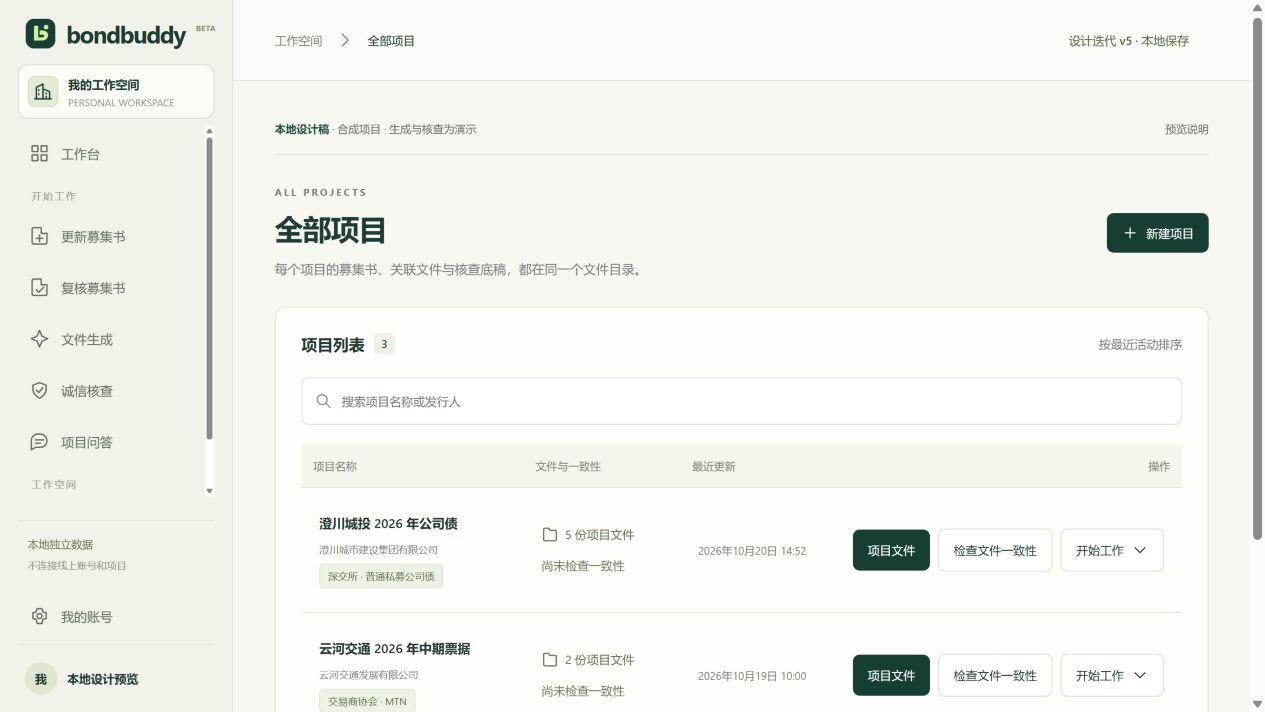 bondbuddy BETA
我的工作空间
PERSONAL WORKSPACE
工作台
开始工作
更新募集书
复核募集书
文件生成
诚信核查
项目问答
工作空间
本地独立数据
不连接线上账号和项目
我的账号
我 本地设计预览
工作空间 全部项目 设计迭代 v5 · 本地保存
本地设计稿 · 合成项目 · 生成与核查为演示 预览说明
ALL PROJECTS
全部项目
新建项目
每个项目的募集书、关联文件与核查底稿，都在同一个文件目录。
项目列表 3 按最近活动排序
搜索项目名称或发行人
项目名称 文件与一致性 最近更新 操作
澄川城投 2026 年公司债
澄川城市建设集团有限公司
深交所 · 普通私募公司债
5 份项目文件
尚未检查一致性
2026年10月20日 14:52
项目文件 检查文件一致性 开始工作
云河交通 2026 年中期票据
云河交通发展有限公司
交易商协会 · MTN
2 份项目文件
尚未检查一致性
2026年10月19日 10:00
项目文件 检查文件一致性 开始工作